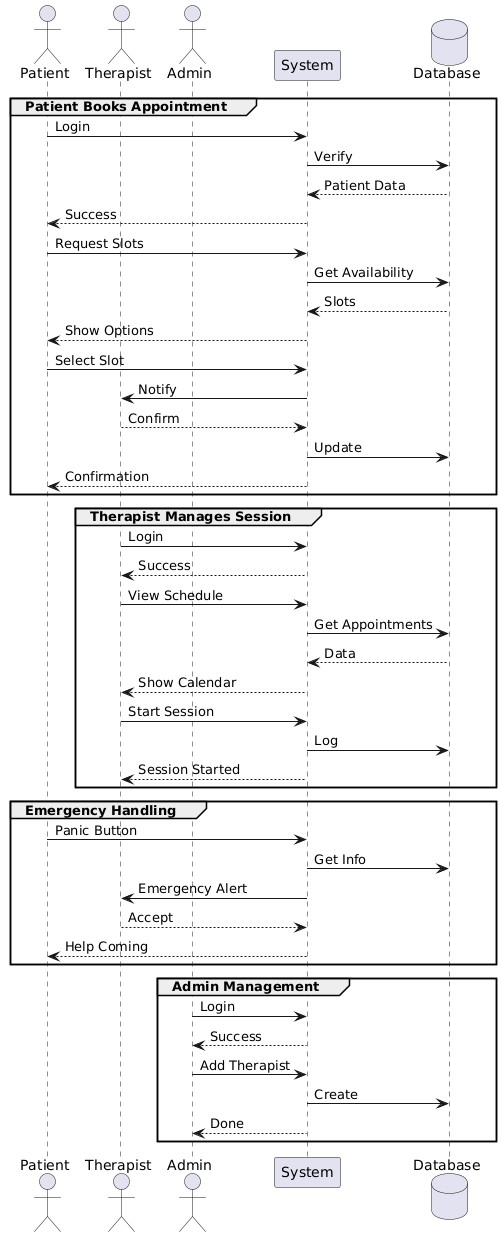 Patient Therapist Admin System Database
Patient Books Appointment
Login
Verify
Patient Data
Success
Request Slots
Get Availability
Slots
Show Options
Select Slot
Notify
Confirm
Update
Confirmation
Therapist Manages Session
Login
Success
View Schedule
Get Appointments
Data
Show Calendar
Start Session
Log
Session Started
Emergency Handling
Panic Button
Get Info
Emergency Alert
Accept
Help Coming
Admin Management
Login
Success
Add Therapist
Create
Done
Patient Therapist Admin System Database